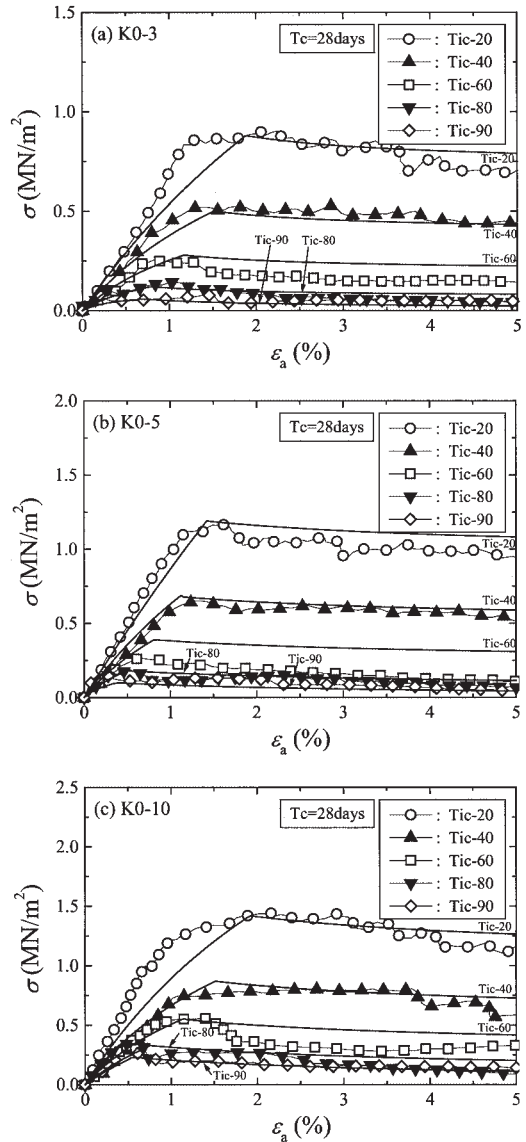 1.5
(a) K0-3
Tc=28days
: Tic-20
: Tic-40
: Tic-60
: Tic-80
: Tic-90
1.0
0.5
0.0
σ (MN/m²)
Tic-20
Tic-40
Tic-60
Tic-90
Tic-80
0 1 2 3 4 5
εa (%)
2.0
(b) K0-5
Tc=28days
: Tic-20
: Tic-40
: Tic-60
: Tic-80
: Tic-90
1.5
1.0
0.5
0.0
σ (MN/m²)
Tic-20
Tic-40
Tic-60
Tic-80
Tic-90
0 1 2 3 4 5
εa (%)
2.5
(c) K0-10
Tc=28days
: Tic-20
: Tic-40
: Tic-60
: Tic-80
: Tic-90
2.0
1.5
1.0
0.5
0.0
σ (MN/m²)
Tic-20
Tic-40
Tic-60
Tic-80
Tic-90
0 1 2 3 4 5
εa (%)